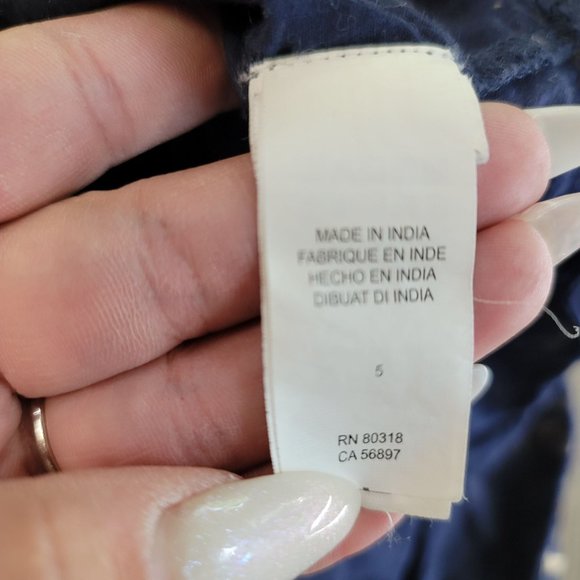 MADE IN INDIA
FABRIQUE EN INDE
HECHO EN INDIA
DIBUAT DI INDIA
5
RN 80318
CA 56897